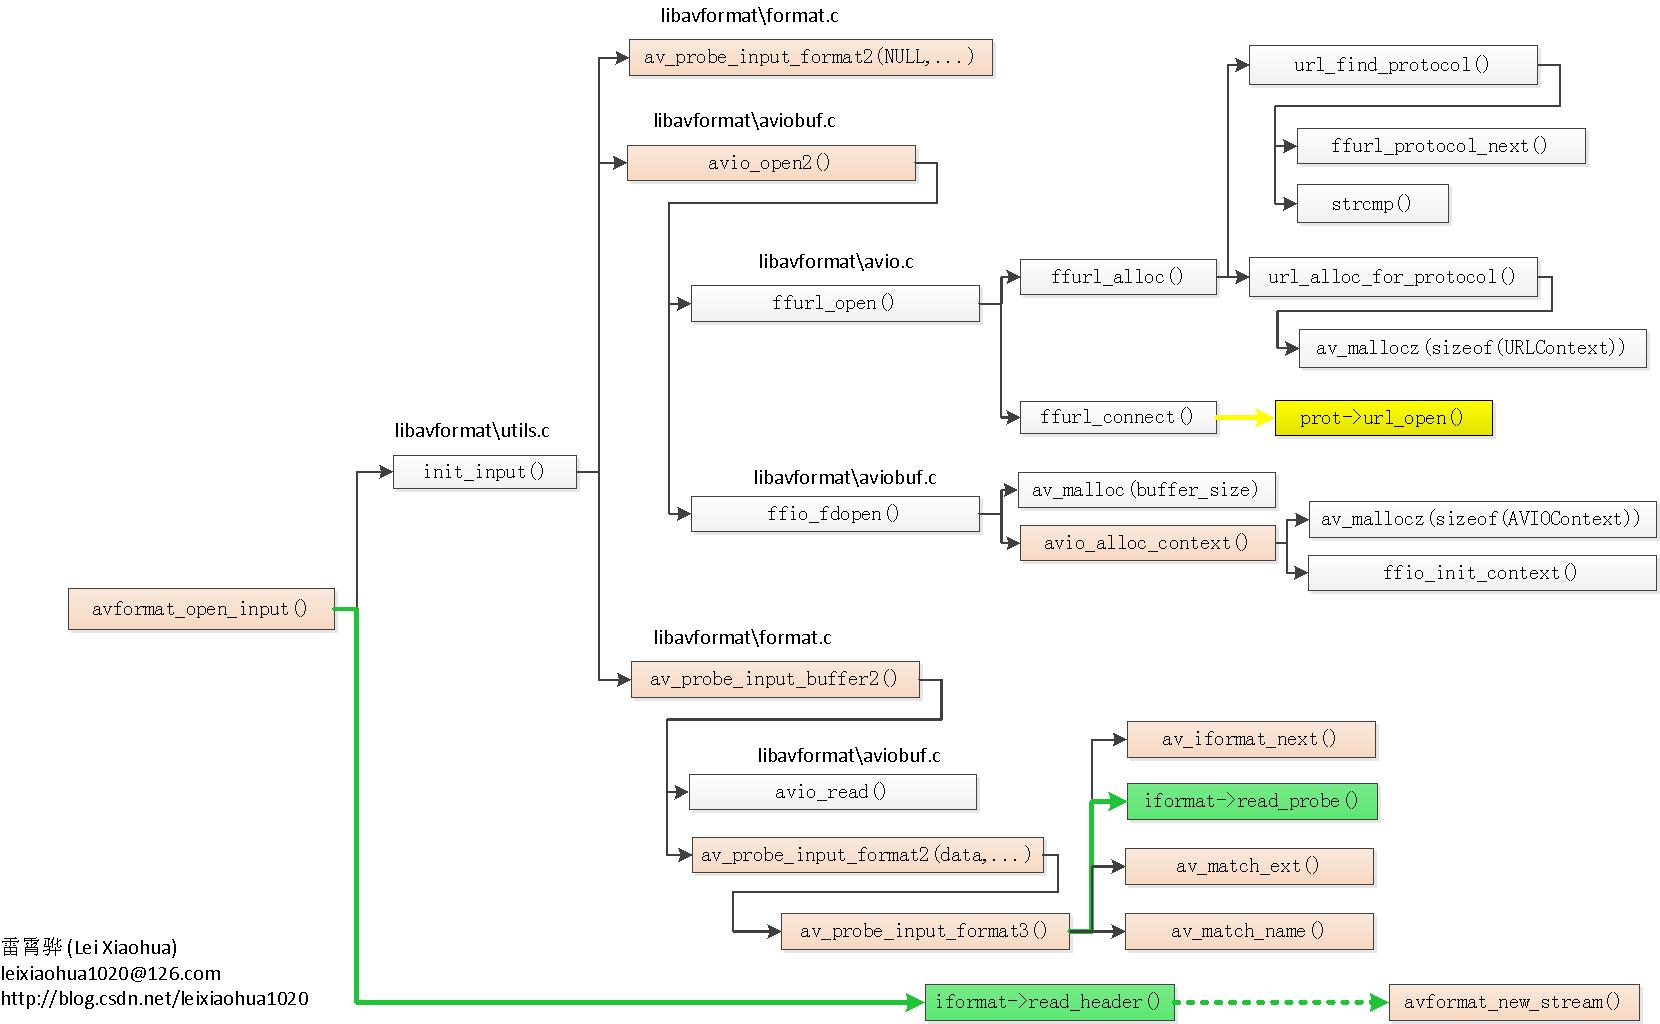 libavformat\format.c
av_probe_input_format2(NULL,...)
libavformat\aviobuf.c
avio_open2()
url_find_protocol()
ffurl_protocol_next()
strcmp()
libavformat\avio.c
ffurl_open()
ffurl_alloc()
url_alloc_for_protocol()
av_mallocz(sizeof(URLContext))
ffurl_connect()
prot->url_open()
libavformat\utils.c
init_input()
libavformat\aviobuf.c
ffio_fdopen()
av_malloc(buffer_size)
avio_alloc_context()
av_mallocz(sizeof(AVIOContext))
ffio_init_context()
avformat_open_input()
libavformat\format.c
av_probe_input_buffer2()
libavformat\aviobuf.c
avio_read()
av_probe_input_format2(data,...)
av_probe_input_format3()
av_iformat_next()
iformat->read_probe()
av_match_ext()
av_match_name()
雷霄骅 (Lei Xiaohua)
leixiaohua1020@126.com
http://blog.csdn.net/leixiaohua1020
iformat->read_header()
avformat_new_stream()